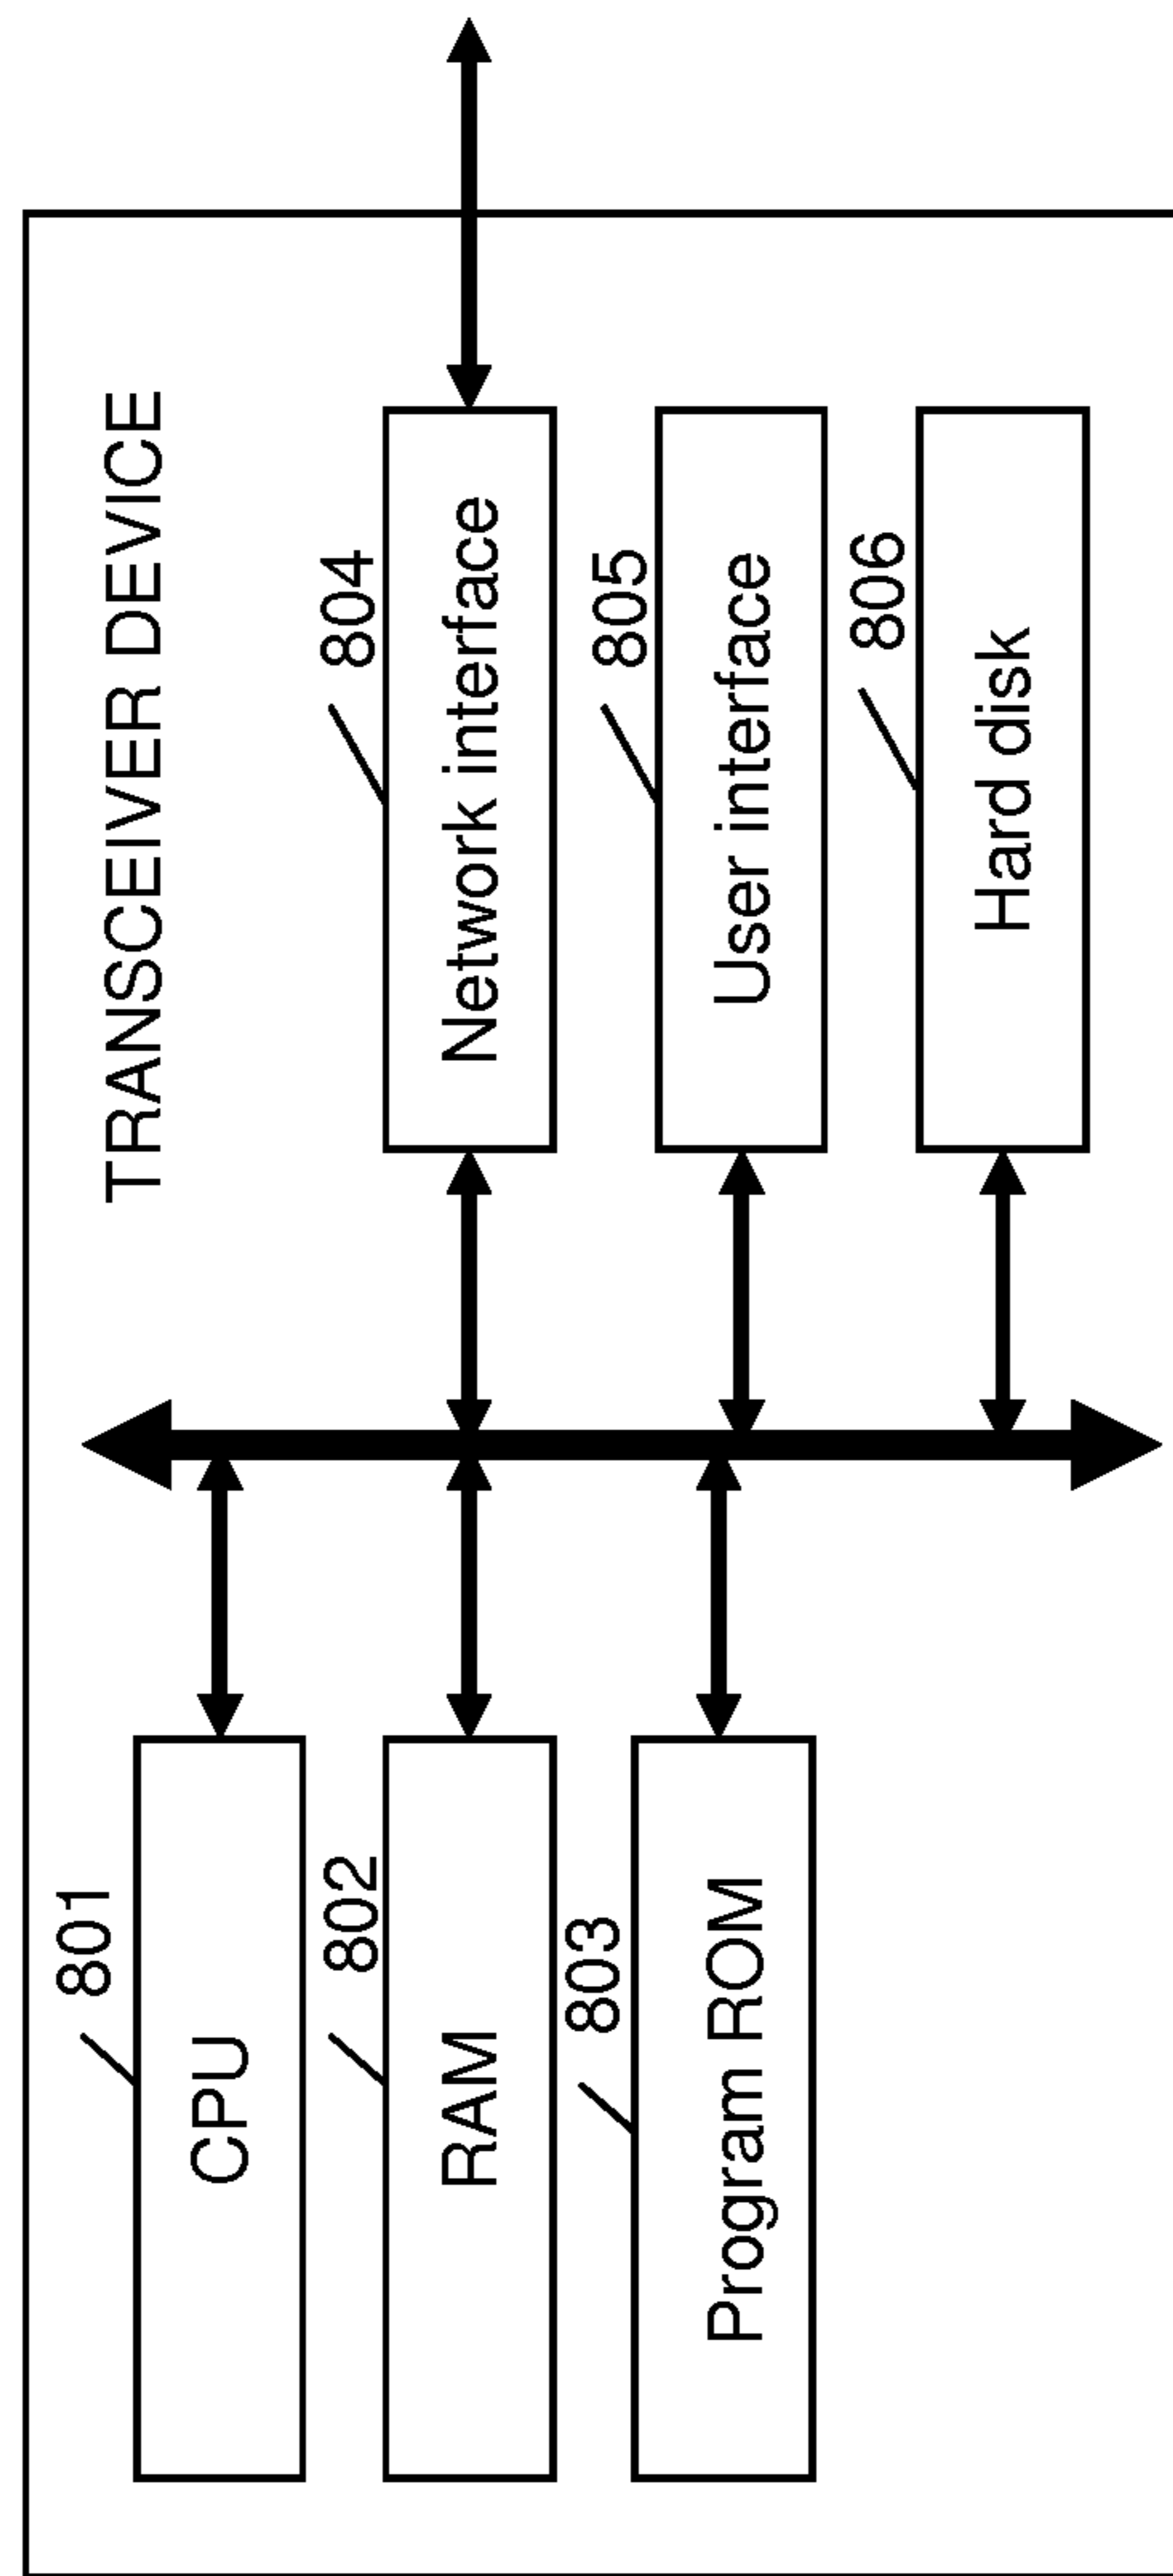 TRANSCEIVER DEVICE
801
CPU
802
RAM
803
Program ROM
804
Network interface
805
User interface
806
Hard disk